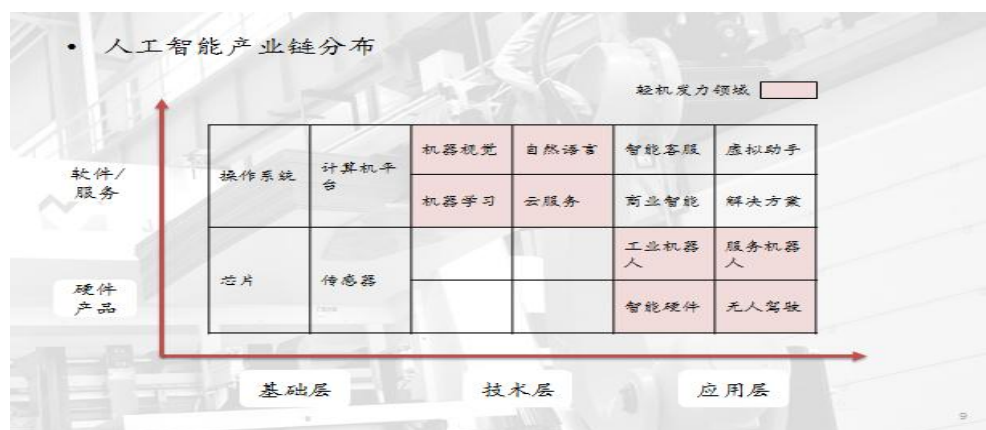 • 人工智能产业链分布
轻机发力领域
软件/
服务
操作系统
计算机平
台
机器视觉
自然语言
智能客服
虚拟助手
机器学习
云服务
商业智能
解决方案
硬件
产品
芯片
传感器
工业机器
人
服务机器
人
智能硬件
无人驾驶
基础层
技术层
应用层
9